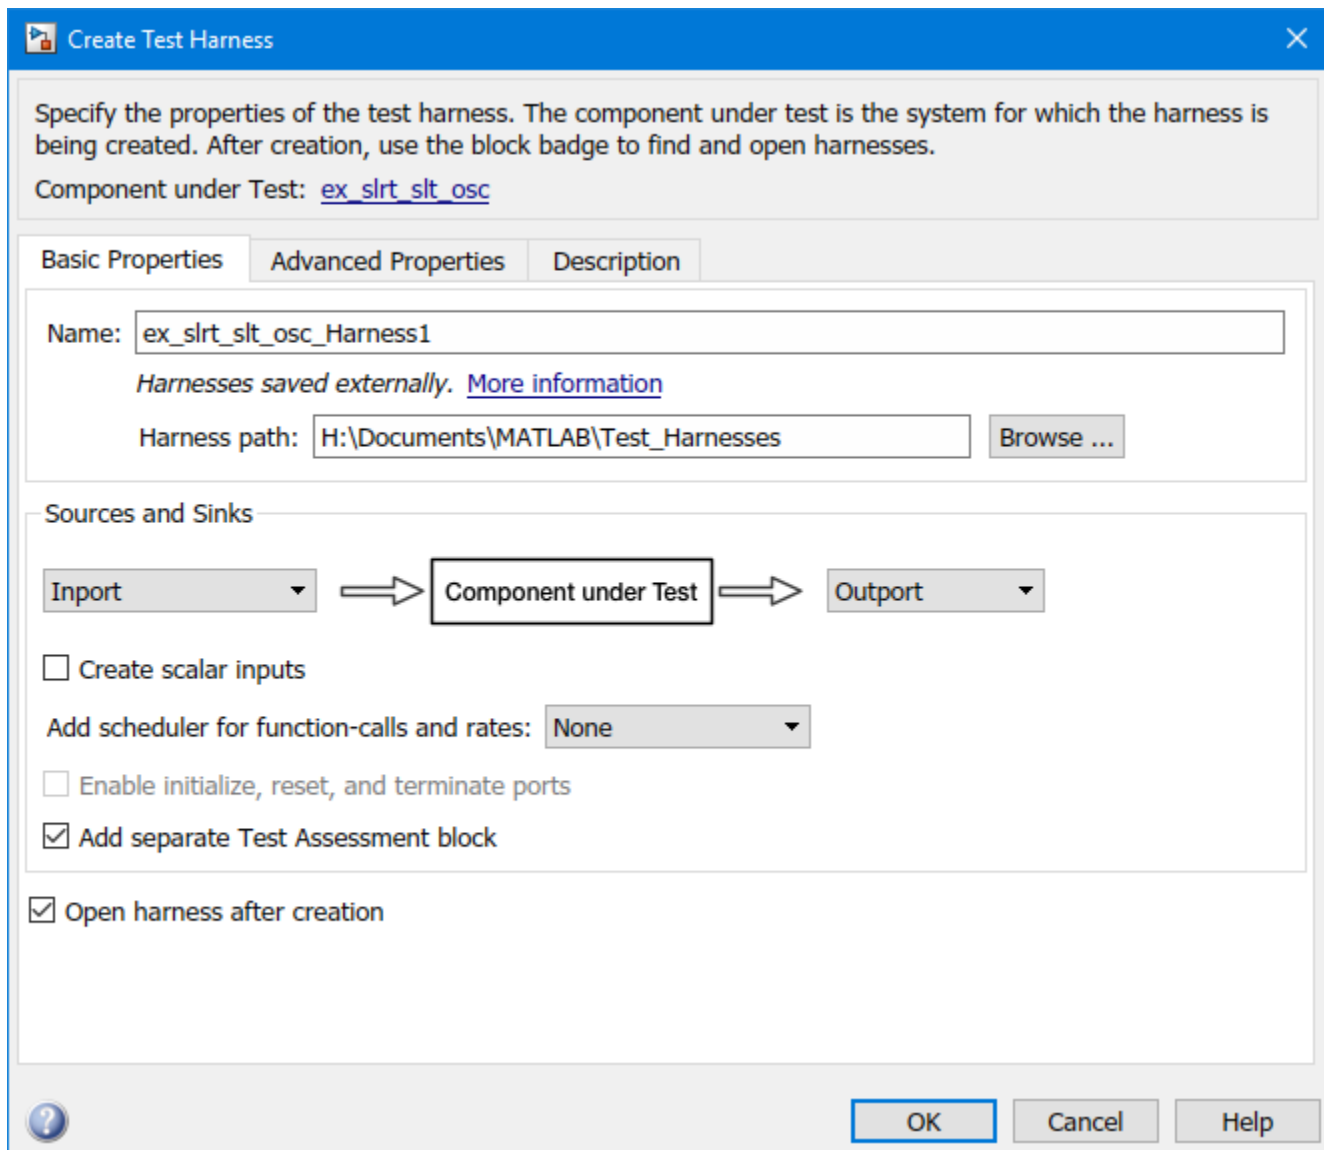 Create Test Harness
Specify the properties of the test harness. The component under test is the system for which the harness is
being created. After creation, use the block badge to find and open harnesses.
Component under Test: ex_slrt_slt_osc
Basic Properties Advanced Properties Description
Name: ex_slrt_slt_osc_Harness1
Harnesses saved externally. More information
Harness path: H:\Documents\MATLAB\Test_Harnesses Browse ...
Sources and Sinks
Inport Component under Test Outport
Create scalar inputs
Add scheduler for function-calls and rates: None
Enable initialize, reset, and terminate ports
Add separate Test Assessment block
Open harness after creation
? OK Cancel Help